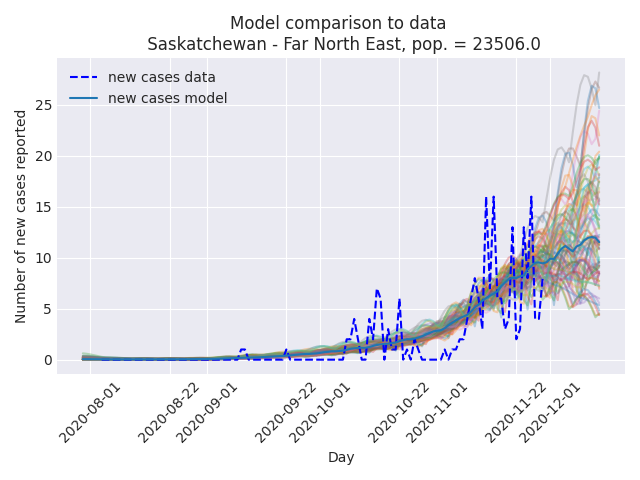 Model comparison to data
Saskatchewan - Far North East, pop. = 23506.0
new cases data
new cases model
Number of new cases reported
25
20
15
10
5
0
2020-08-01
2020-08-22
2020-09-01
2020-09-22
2020-10-01
2020-10-22
2020-11-01
2020-11-22
2020-12-01
Day